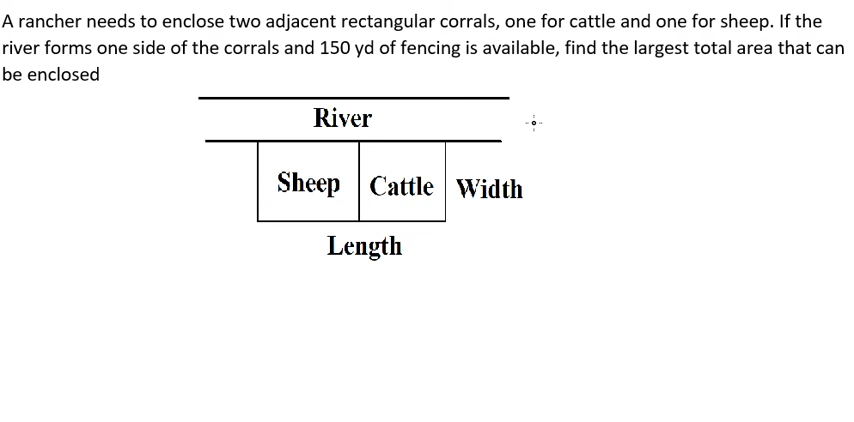 A rancher needs to enclose two adjacent rectangular corrals, one for cattle and one for sheep. If the
river forms one side of the corrals and 150 yd of fencing is available, find the largest total area that can
be enclosed
River
Sheep Cattle Width
Length